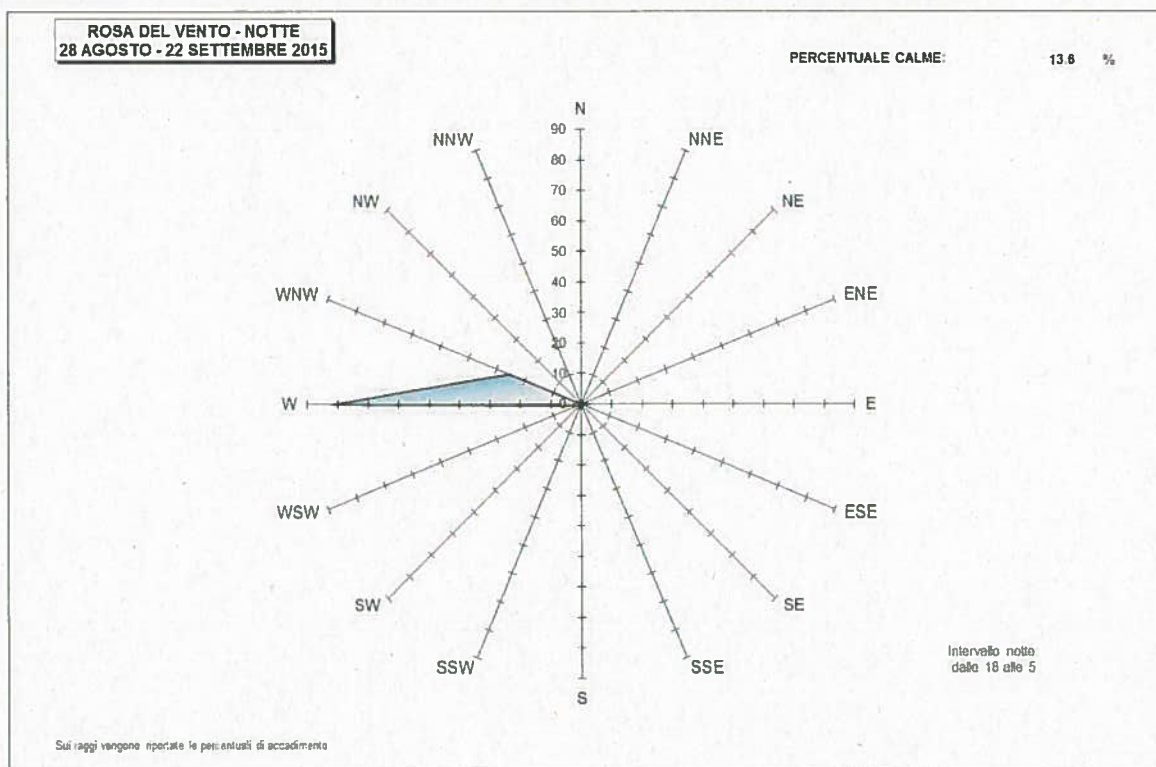 ROSA DEL VENTO - NOTTE
28 AGOSTO - 22 SETTEMBRE 2015
PERCENTUALE CALME: 13.6 %
N
NNW
NNE
90
80
NW
NE
70
60
50
WNW
ENE
40
30
20
10
W
0
E
WSW
ESE
SW
SE
SSW
SSE
S
Intervallo notte
dalle 18 alle 5
Sui raggi vengono riportate le percentuali di accadimento